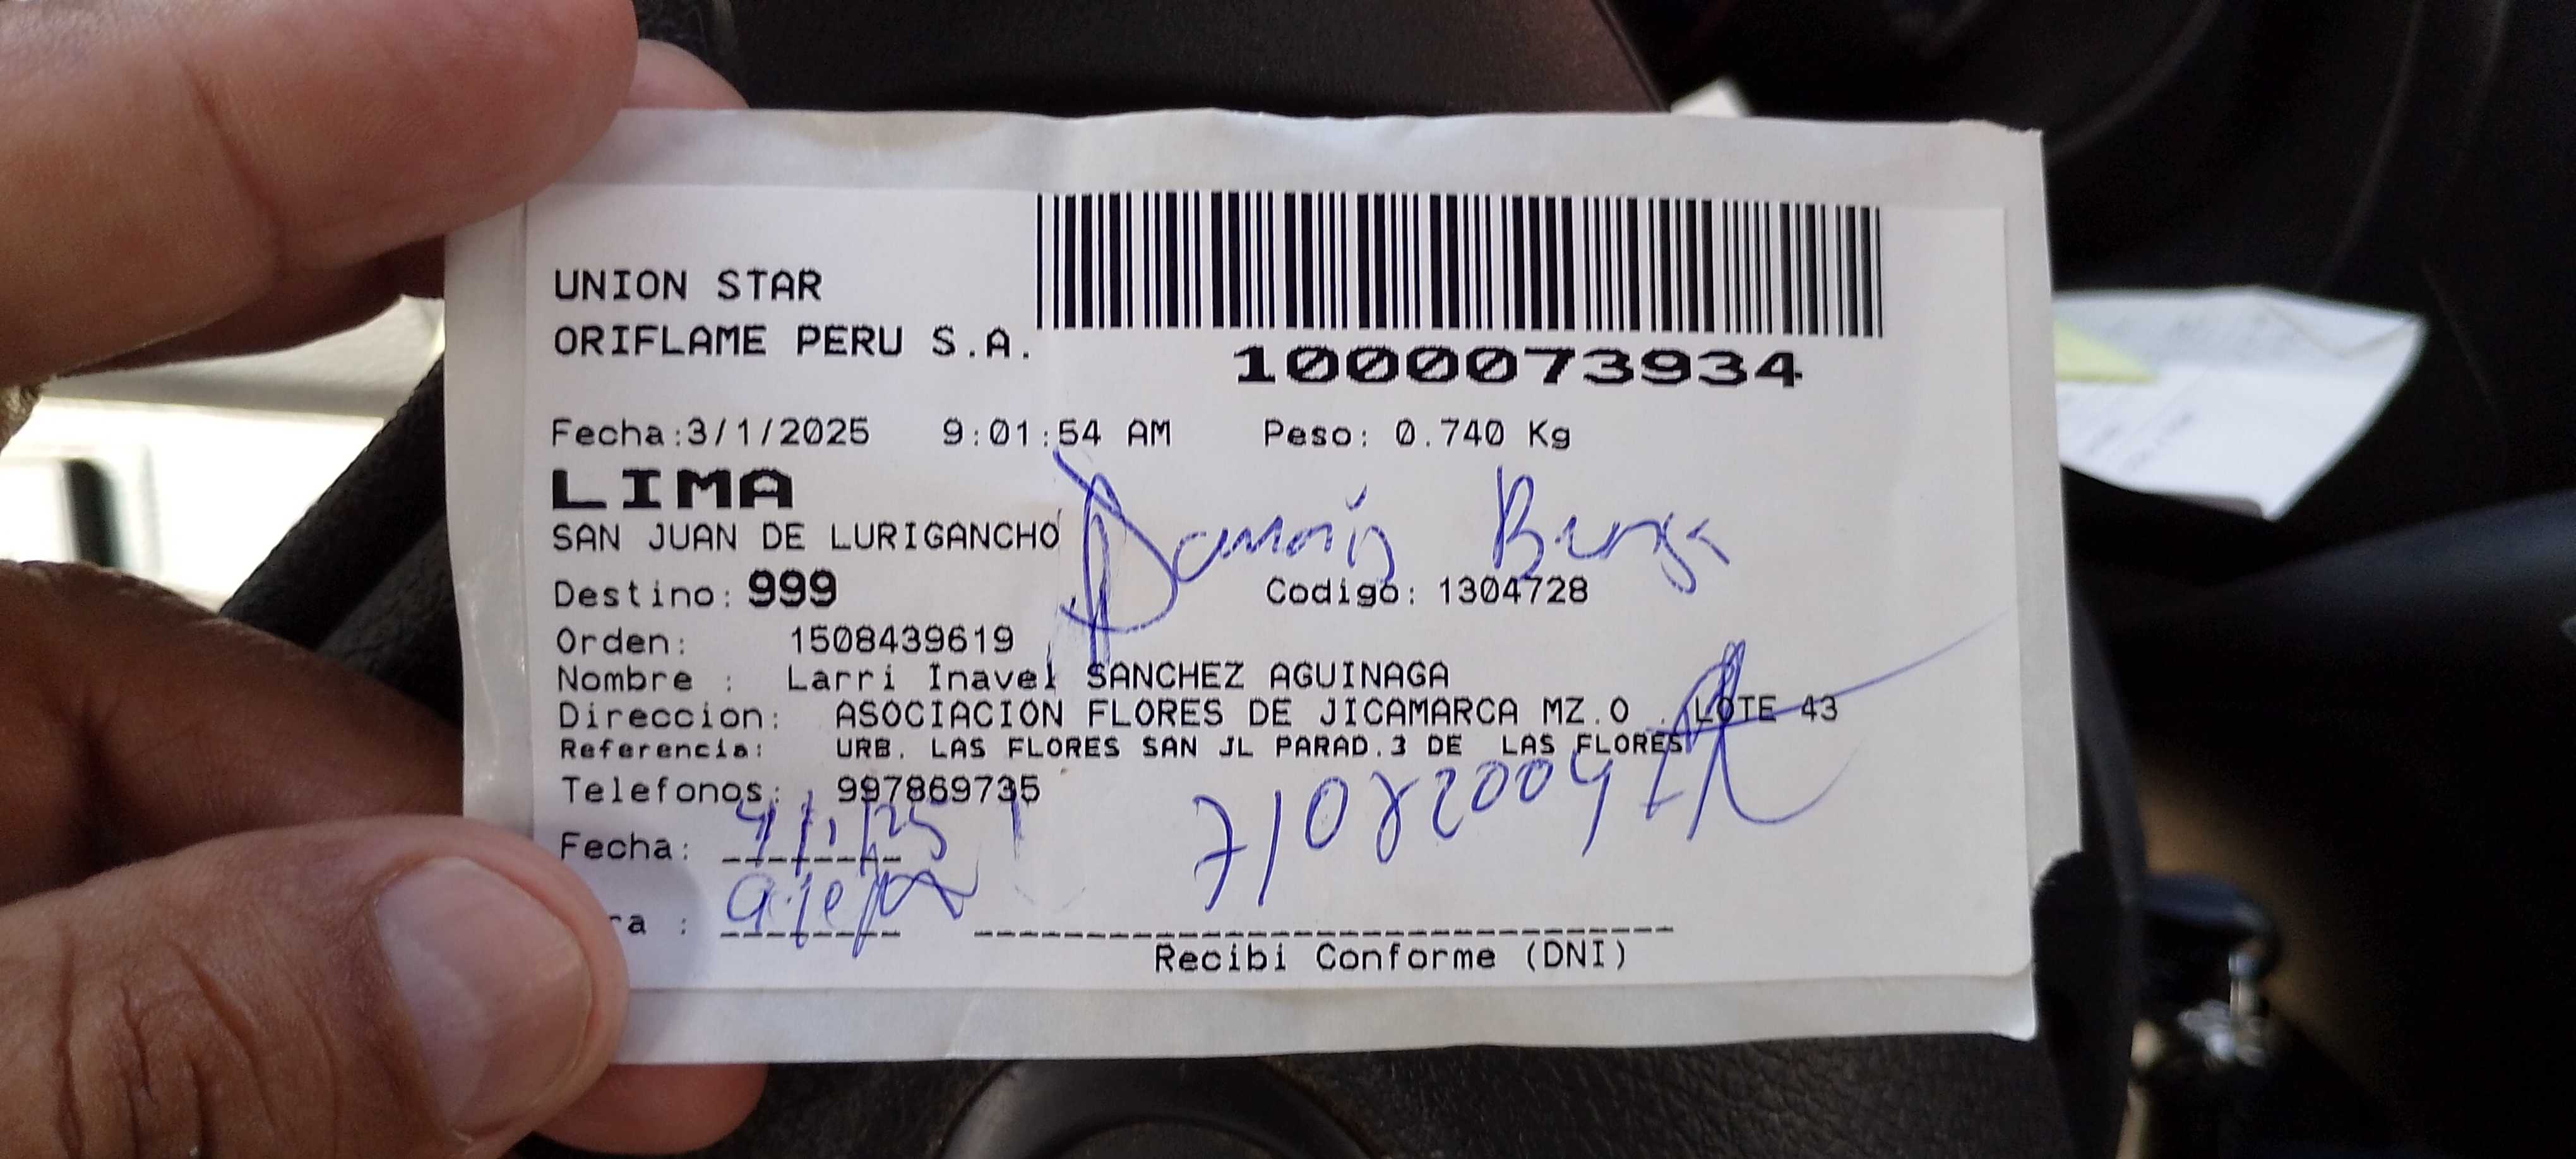 UNION STAR
ORIFLAME PERU S.A.
1000073934
Fecha:3/1/2025 9:01:54 AM Peso: 0.740 Kg
LIMA
SAN JUAN DE LURIGANCHO
Destino: 999 Codigo: 1304728
Orden: 1508439619
Nombre : Larri Inavel SANCHEZ AGUINAGA
Direccion: ASOCIACION FLORES DE JICAMARCA MZ.O . LOTE 43
Referencia: URB. LAS FLORES SAN JL PARAD.3 DE LAS FLORES
Telefonos: 997869735
Fecha: 4/1/25
ra :
Recibi Conforme (DNI)